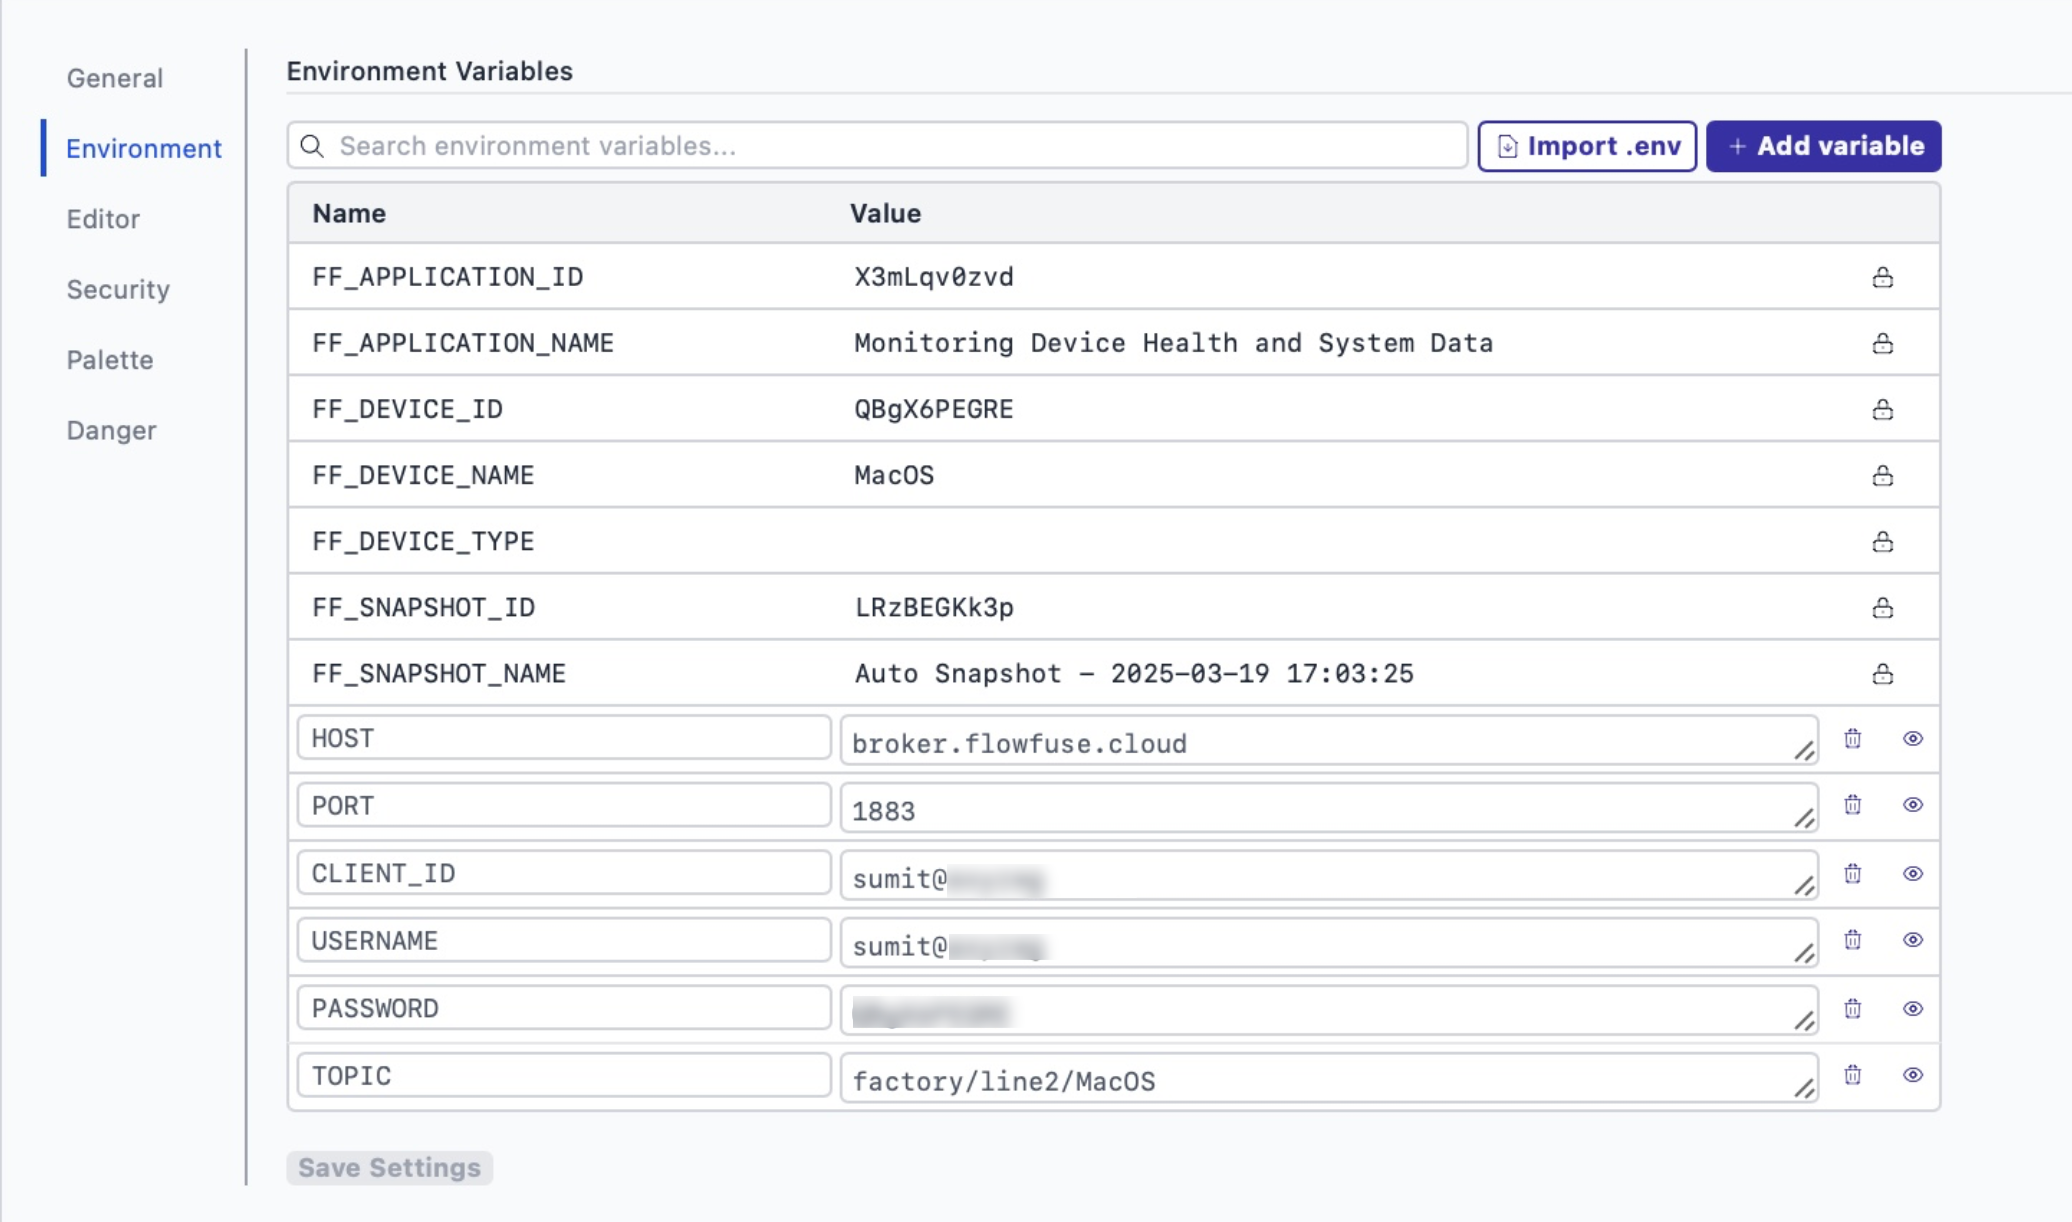 General
Environment
Editor
Security
Palette
Danger
Environment Variables
Search environment variables...
Import .env
+ Add variable
Name Value
FF_APPLICATION_ID X3mLqv0zvd
FF_APPLICATION_NAME Monitoring Device Health and System Data
FF_DEVICE_ID QBgX6PEGRE
FF_DEVICE_NAME MacOS
FF_DEVICE_TYPE
FF_SNAPSHOT_ID LRzBEGKk3p
FF_SNAPSHOT_NAME Auto Snapshot - 2025-03-19 17:03:25
HOST broker.flowfuse.cloud
PORT 1883
CLIENT_ID sumit@
USERNAME sumit@
PASSWORD
TOPIC factory/line2/MacOS
Save Settings